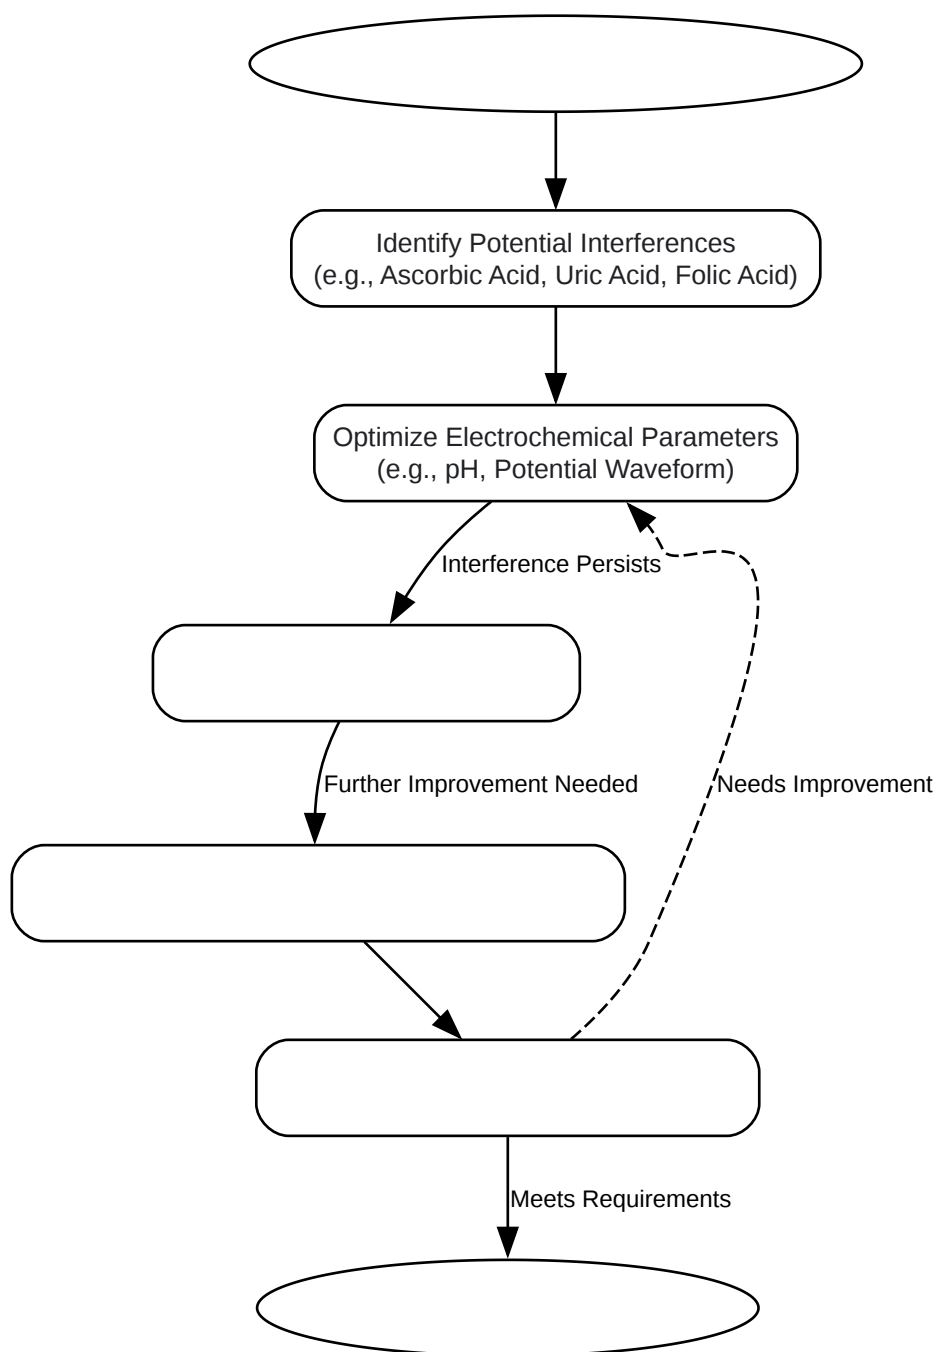 Identify Potential Interferences
(e.g., Ascorbic Acid, Uric Acid, Folic Acid)
Optimize Electrochemical Parameters
(e.g., pH, Potential Waveform)
Interference Persists
Further Improvement Needed
Needs Improvement
Meets Requirements